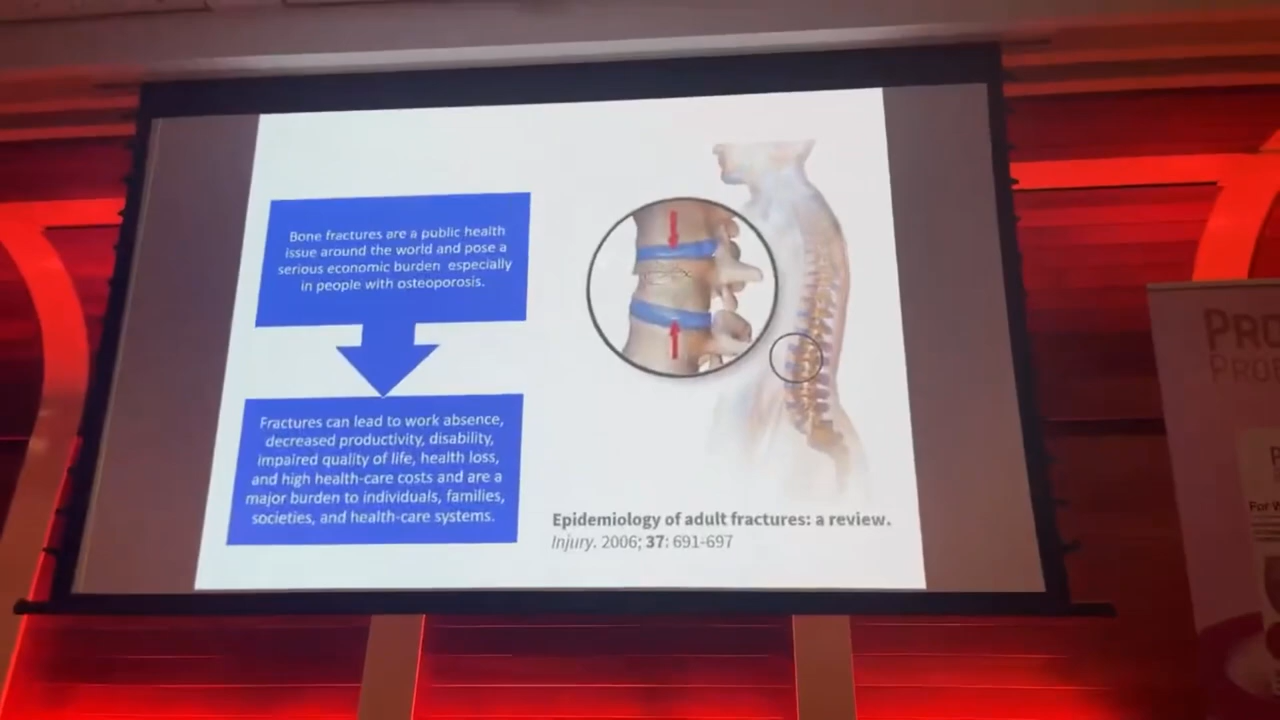 Bone fractures are a public health
issue around the world and pose a
serious economic burden especially
in people with osteoporosis.
Fractures can lead to work absence,
decreased productivity, disability,
impaired quality of life, health loss,
and high health-care costs and are a
major burden to individuals, families,
societies, and health-care systems.
Epidemiology of adult fractures: a review.
Injury. 2006; 37: 691-697